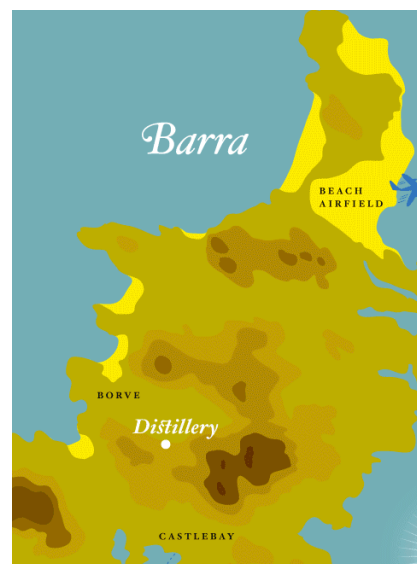 Barra
BEACH
AIRFIELD
BORVE
Distillery
CASTLEBAY